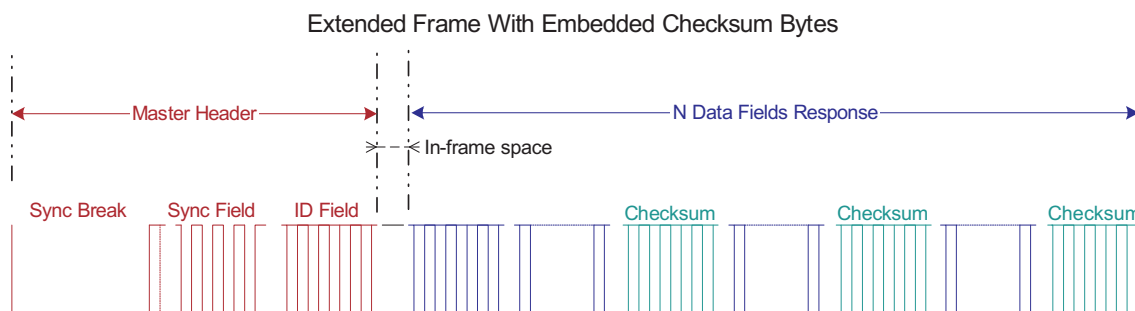 Extended Frame With Embedded Checksum Bytes
Master Header
N Data Fields Response
In-frame space
Sync Break
Sync Field
ID Field
Checksum
Checksum
Checksum